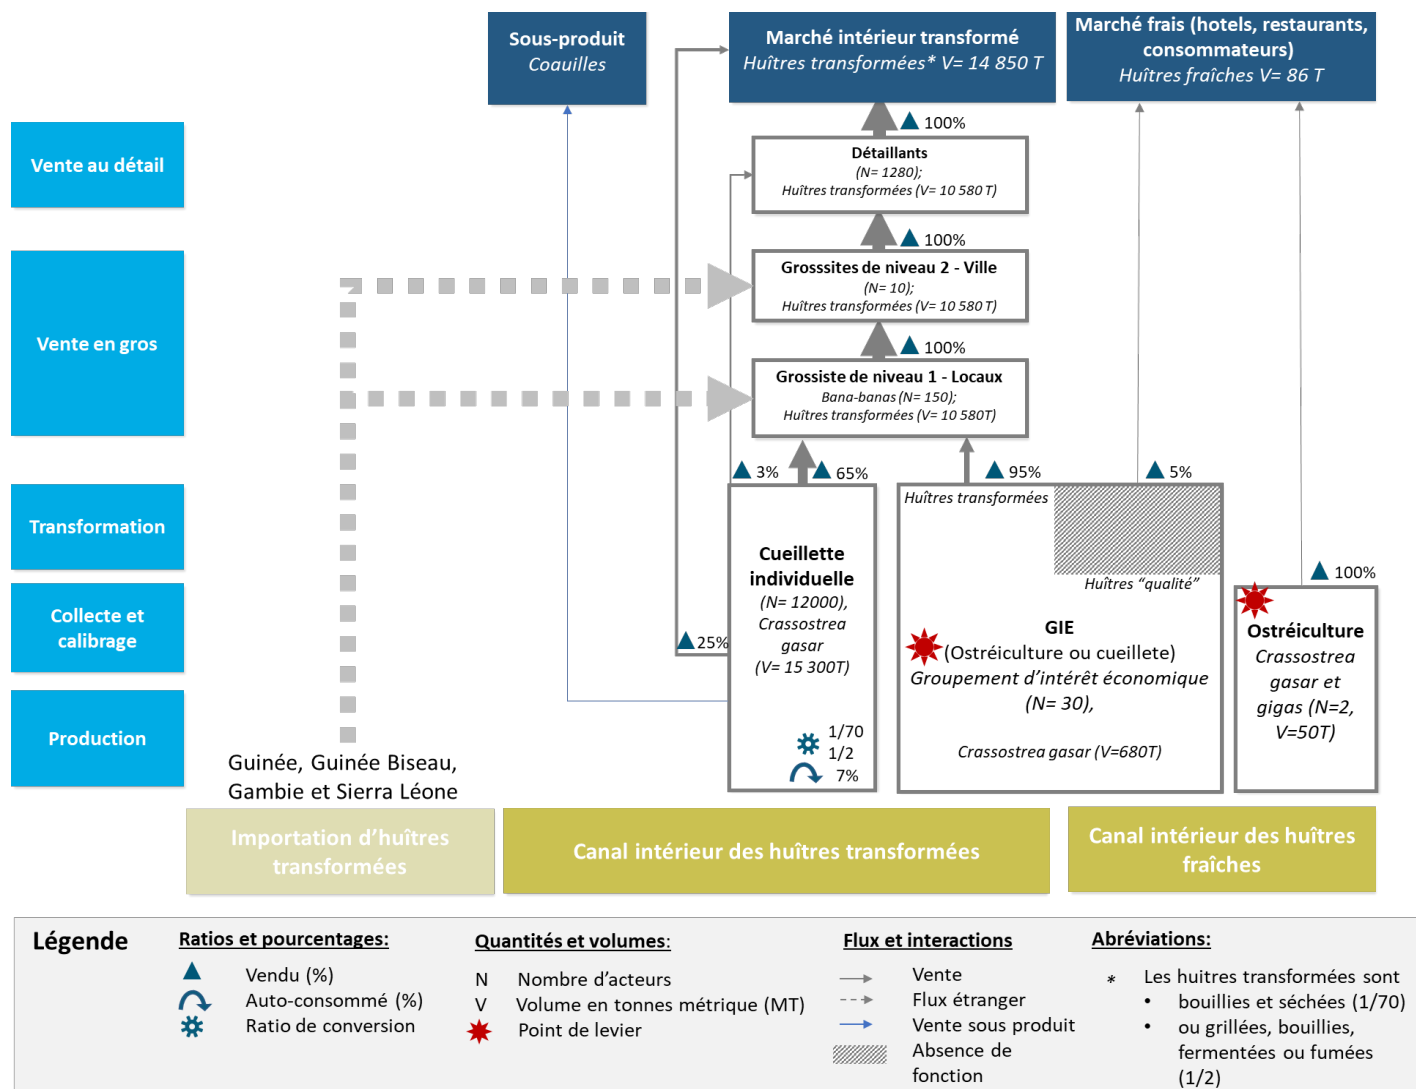 Sous-produit
Coauilles
Marché intérieur transformé
Huîtres transformées* V= 14 850 T
Marché frais (hotels, restaurants,
consommateurs)
Huîtres fraîches V= 86 T
100%
Vente au détail
Détaillants
(N= 1280);
Huîtres transformées (V= 10 580 T)
100%
Vente en gros
Grosssites de niveau 2 - Ville
(N= 10);
Huîtres transformées (V= 10 580 T)
100%
Grossiste de niveau 1 - Locaux
Bana-banas (N= 150);
Huîtres transformées (V= 10 580T)
3%
65%
95%
5%
Transformation
Huîtres transformées
Huîtres “qualité”
100%
Collecte et
calibrage
25%
Cueillette
individuelle
(N= 12000),
Crassostrea
gasar
(V= 15 300T)
1/70
1/2
7%
GIE
(Ostréiculture ou cueillete)
Groupement d’intérêt économique
(N= 30),
Crassostrea gasar (V=680T)
Ostréiculture
Crassostrea
gasar et
gigas (N=2,
V=50T)
Production
Guinée, Guinée Biseau,
Gambie et Sierra Léone
Importation d’huîtres
transformées
Canal intérieur des huîtres transformées
Canal intérieur des huîtres
fraîches
Légende
Ratios et pourcentages:
Vendu (%)
Auto-consommé (%)
Ratio de conversion
Quantités et volumes:
N Nombre d’acteurs
V Volume en tonnes métrique (MT)
Point de levier
Flux et interactions
Vente
Flux étranger
Vente sous produit
Absence de
fonction
Abréviations:
* Les huitres transformées sont
• bouillies et séchées (1/70)
• ou grillées, bouillies,
fermentées ou fumées
(1/2)